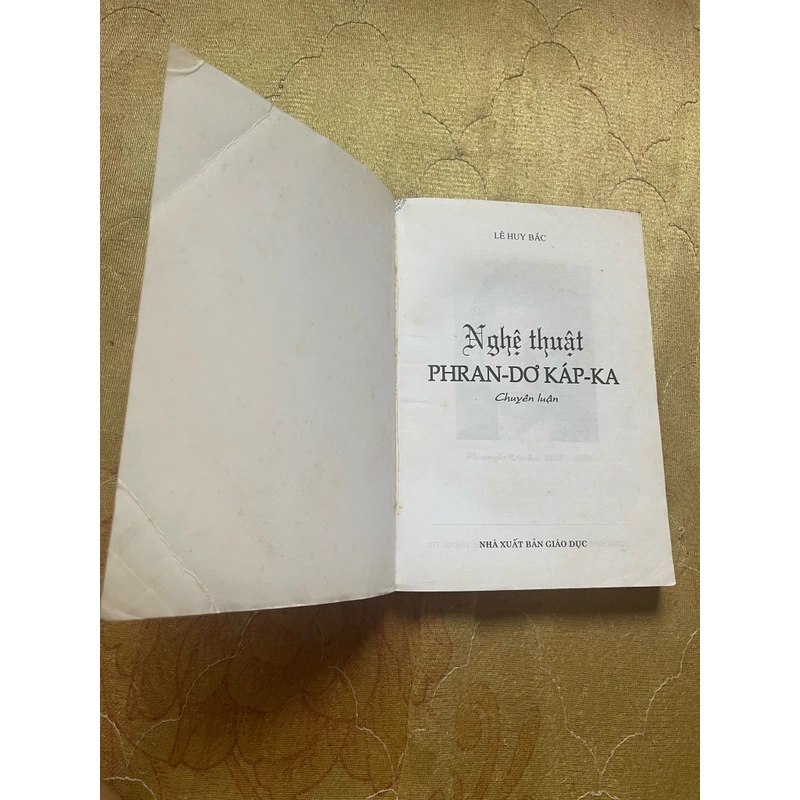 LÊ HUY BẮC
Nghệ thuật
PHRAN-DƠ KÁP-KA
Chuyên luận
NHÀ XUẤT BẢN GIÁO DỤC